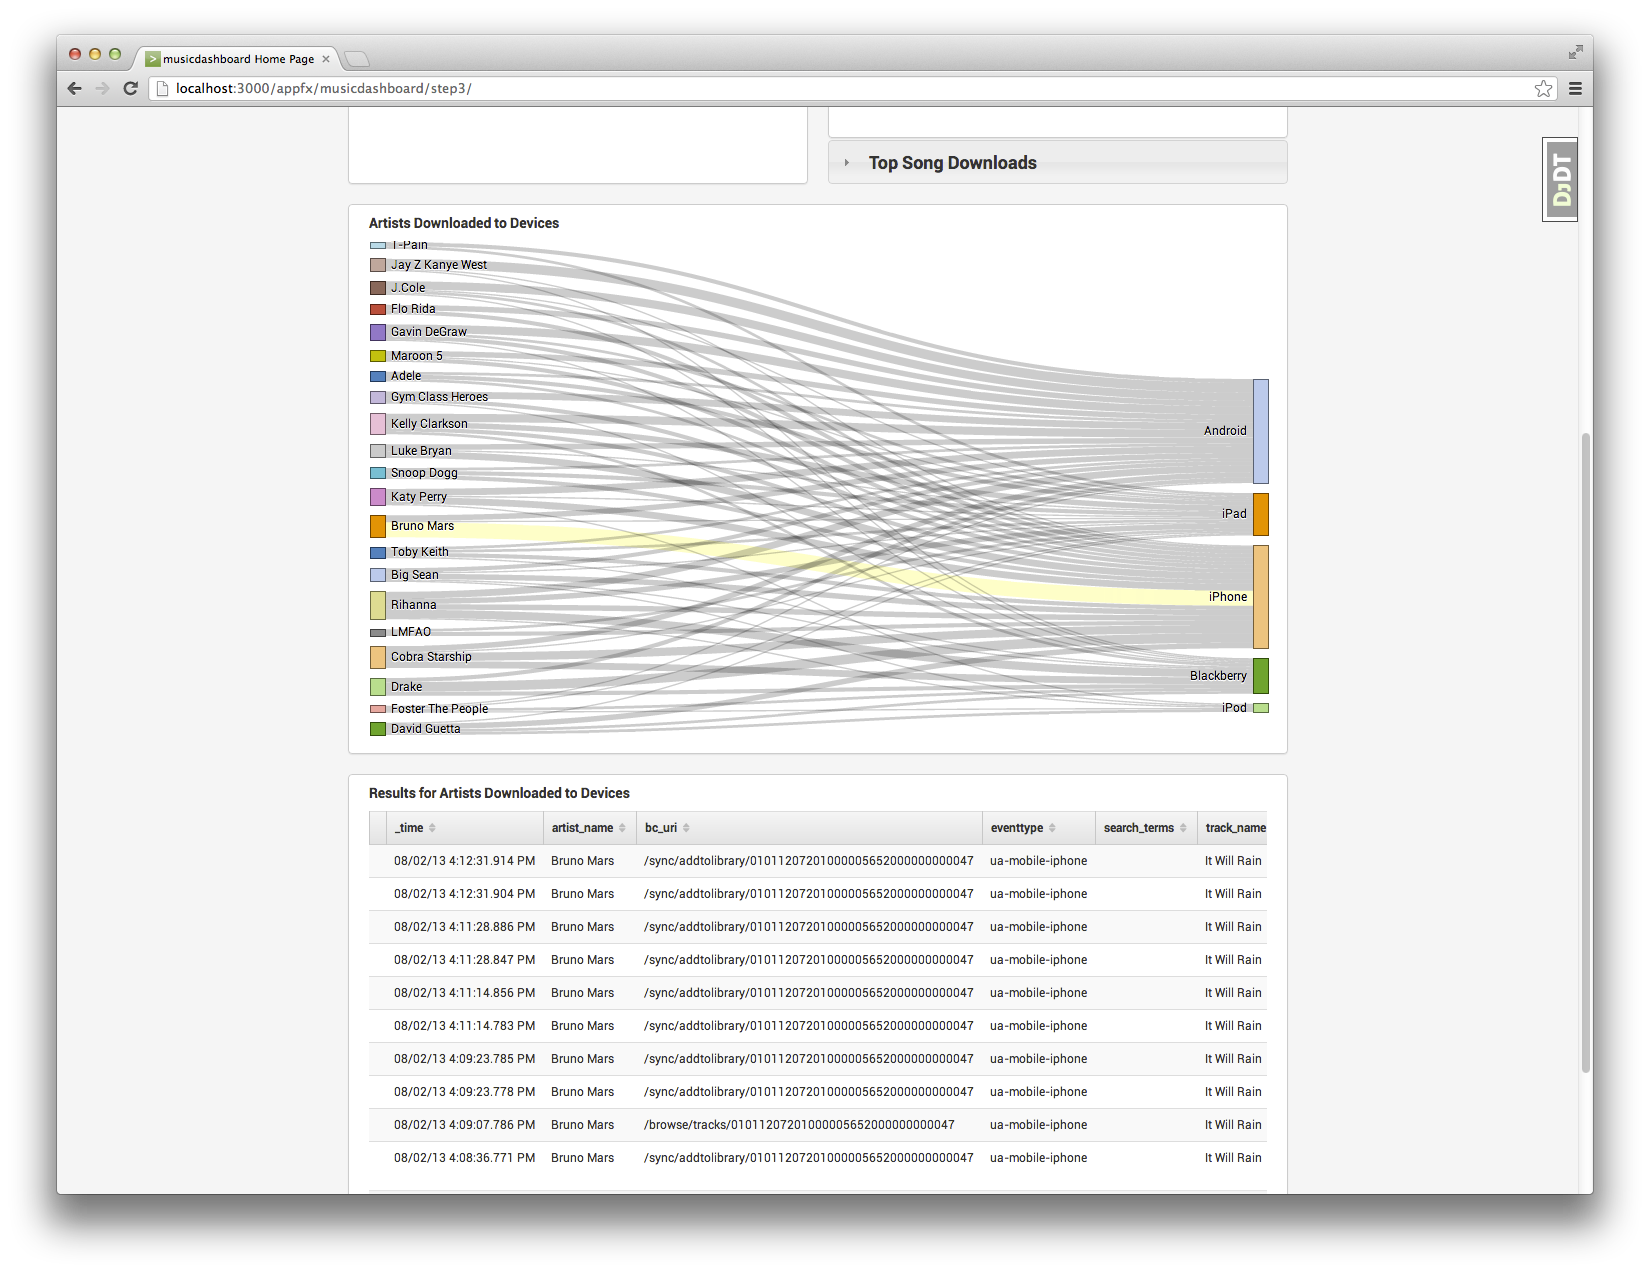 musicdashboard Home Page
localhost:3000/appfx/musicdashboard/step3/
DjDT
Top Song Downloads
Artists Downloaded to Devices
T-Pain
Jay Z Kanye West
J.Cole
Flo Rida
Gavin DeGraw
Maroon 5
Adele
Gym Class Heroes
Kelly Clarkson
Luke Bryan
Snoop Dogg
Katy Perry
Bruno Mars
Toby Keith
Big Sean
Rihanna
LMFAO
Cobra Starship
Drake
Foster The People
David Guetta
Android
iPad
iPhone
Blackberry
iPod
Results for Artists Downloaded to Devices
_time artist_name bc_uri eventtype search_terms track_name
08/02/13 4:12:31.914 PM Bruno Mars /sync/addtolibrary/01011207201000005652000000000047 ua-mobile-iphone It Will Rain
08/02/13 4:12:31.904 PM Bruno Mars /sync/addtolibrary/01011207201000005652000000000047 ua-mobile-iphone It Will Rain
08/02/13 4:11:28.886 PM Bruno Mars /sync/addtolibrary/01011207201000005652000000000047 ua-mobile-iphone It Will Rain
08/02/13 4:11:28.847 PM Bruno Mars /sync/addtolibrary/01011207201000005652000000000047 ua-mobile-iphone It Will Rain
08/02/13 4:11:14.856 PM Bruno Mars /sync/addtolibrary/01011207201000005652000000000047 ua-mobile-iphone It Will Rain
08/02/13 4:11:14.783 PM Bruno Mars /sync/addtolibrary/01011207201000005652000000000047 ua-mobile-iphone It Will Rain
08/02/13 4:09:23.785 PM Bruno Mars /sync/addtolibrary/01011207201000005652000000000047 ua-mobile-iphone It Will Rain
08/02/13 4:09:23.778 PM Bruno Mars /sync/addtolibrary/01011207201000005652000000000047 ua-mobile-iphone It Will Rain
08/02/13 4:09:07.786 PM Bruno Mars /browse/tracks/01011207201000005652000000000047 ua-mobile-iphone It Will Rain
08/02/13 4:08:36.771 PM Bruno Mars /sync/addtolibrary/01011207201000005652000000000047 ua-mobile-iphone It Will Rain